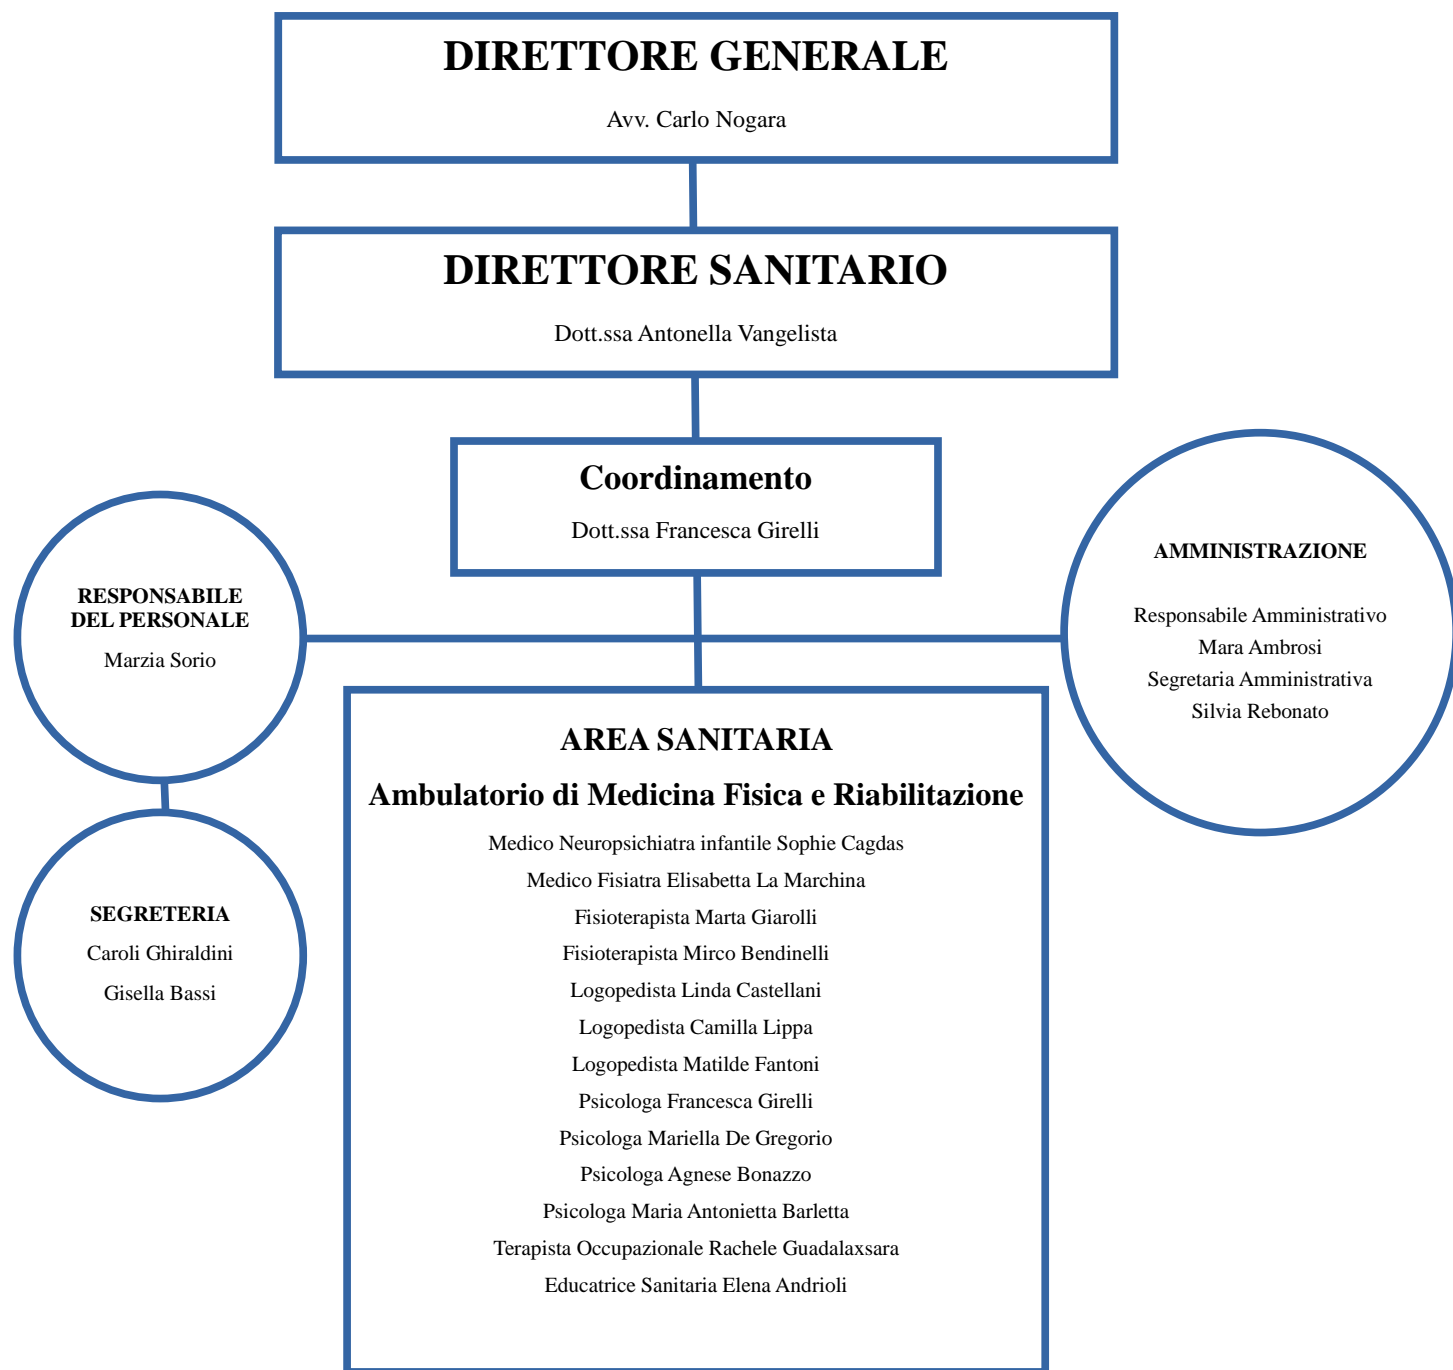 DIRETTORE GENERALE
Avv. Carlo Nogara
DIRETTORE SANITARIO
Dott.ssa Antonella Vangelista
Coordinamento
Dott.ssa Francesca Girelli
RESPONSABILE
DEL PERSONALE
Marzia Sorio
AMMINISTRAZIONE
Responsabile Amministrativo
Mara Ambrosi
Segretaria Amministrativa
Silvia Rebonato
SEGRETERIA
Caroli Ghiraldini
Gisella Bassi
AREA SANITARIA
Ambulatorio di Medicina Fisica e Riabilitazione
Medico Neuropsichiatra infantile Sophie Cagdas
Medico Fisiatra Elisabetta La Marchina
Fisioterapista Marta Giarolli
Fisioterapista Mirco Bendinelli
Logopedista Linda Castellani
Logopedista Camilla Lippa
Logopedista Matilde Fantoni
Psicologa Francesca Girelli
Psicologa Mariella De Gregorio
Psicologa Agnese Bonazzo
Psicologa Maria Antonietta Barletta
Terapista Occupazionale Rachele Guadalaxsara
Educatrice Sanitaria Elena Andrioli